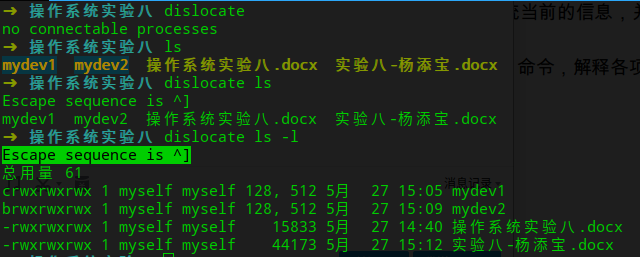 ➜ 操作系统实验八 dislocate
no connectable processes
➜ 操作系统实验八 ls
mydev1 mydev2 操作系统实验八.docx 实验八-杨添宝.docx
➜ 操作系统实验八 dislocate ls
Escape sequence is ^]
mydev1 mydev2 操作系统实验八.docx 实验八-杨添宝.docx
➜ 操作系统实验八 dislocate ls -l
Escape sequence is ^]
总用量 61
crwxrwxrwx 1 myself myself 128, 512 5月 27 15:05 mydev1
brwxrwxrwx 1 myself myself 128, 512 5月 27 15:09 mydev2
-rwxrwxrwx 1 myself myself 15833 5月 27 14:40 操作系统实验八.docx
-rwxrwxrwx 1 myself myself 44173 5月 27 15:12 实验八-杨添宝.docx
统当前的信息，并
命令，解释各项
消息记录